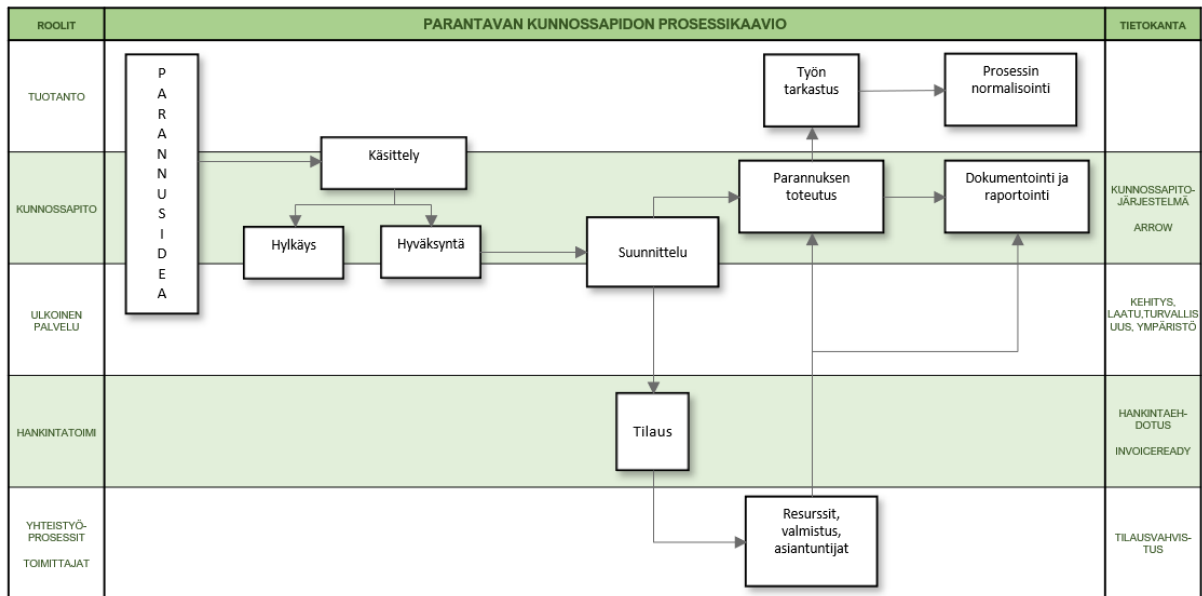 ROOLIT
PARANTAVAN KUNNOSSAPIDON PROSESSIKAAVIO
TIETOKANTA
TUOTANTO
P
A
R
A
N
N
U
S
I
D
E
A
Työn
tarkastus
Prosessin
normalisointi
Käsittely
KUNNOSSAPITO
Hylkäys
Hyväksyntä
Suunnittelu
Parannuksen
toteutus
Dokumentointi ja
raportointi
KUNNOSSAPITO-
JÄRJESTELMÄ
ARROW
ULKOINEN
PALVELU
KEHITYS,
LAATU,TURVALLIS
UUS, YMPÄRISTÖ
HANKINTATOIMI
Tilaus
HANKINTAEH-
DOTUS
INVOICEREADY
YHTEISTYÖ-
PROSESSIT
TOIMITTAJAT
Resurssit,
valmistus,
asiantuntijat
TILAUSVAHVIS-
TUS